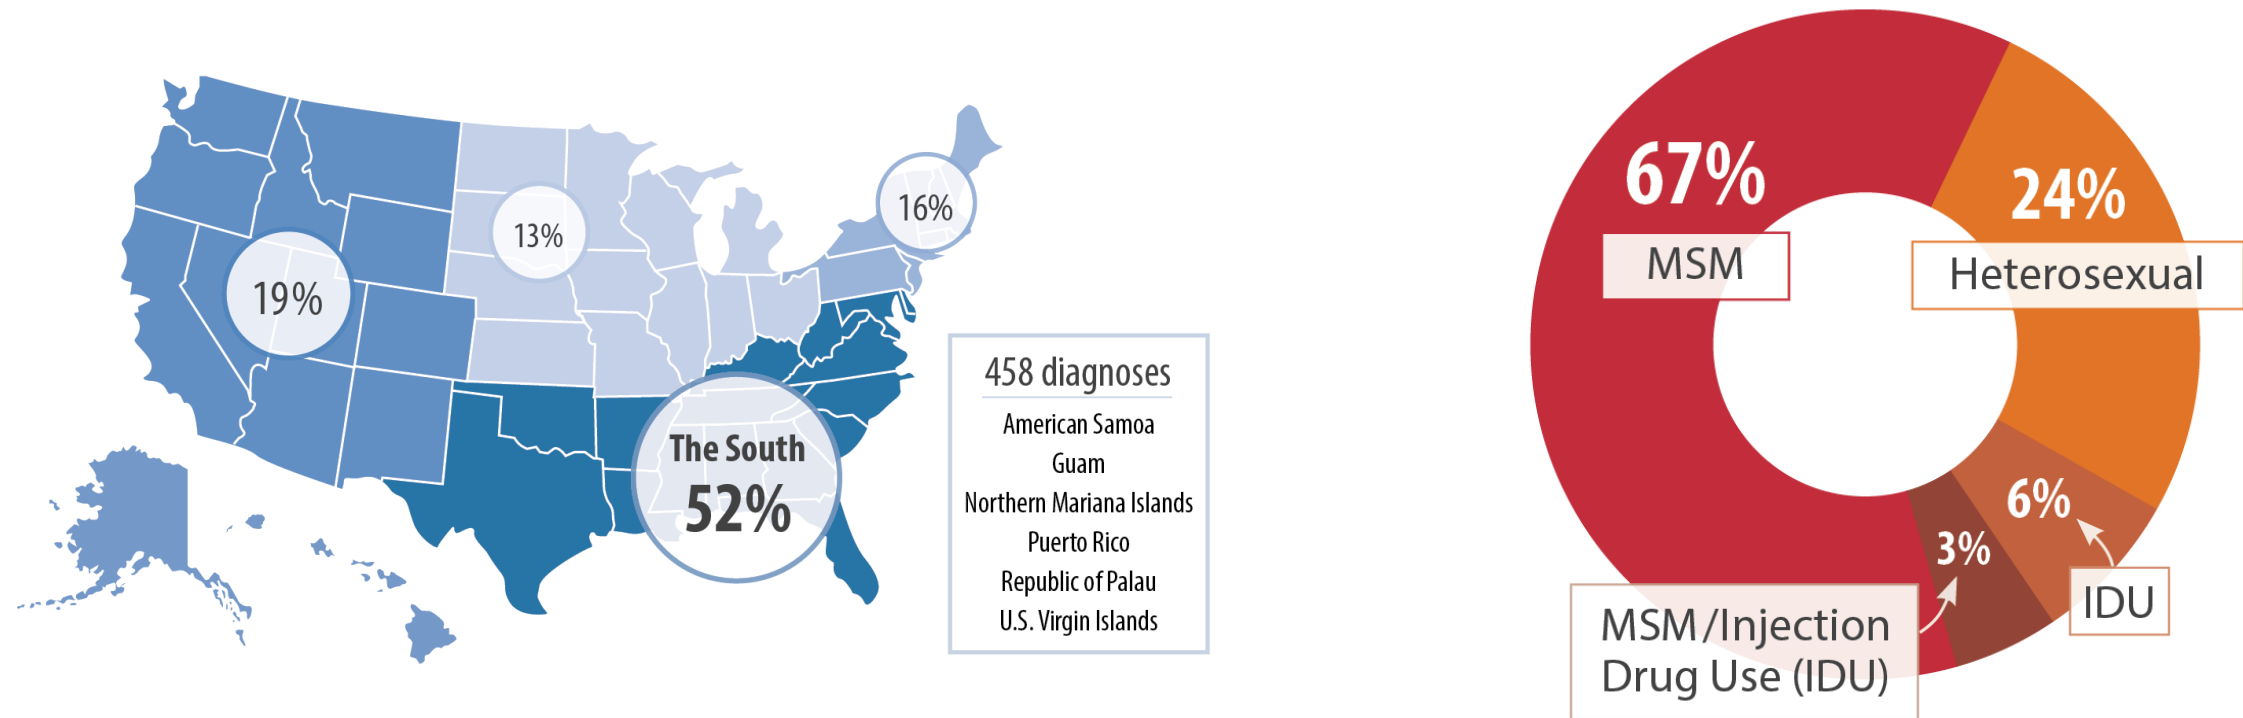 19%
13%
16%
The South
52%
458 diagnoses
American Samoa
Guam
Northern Mariana Islands
Puerto Rico
Republic of Palau
U.S. Virgin Islands
67%
MSM
24%
Heterosexual
6%
IDU
3%
MSM/Injection
Drug Use (IDU)